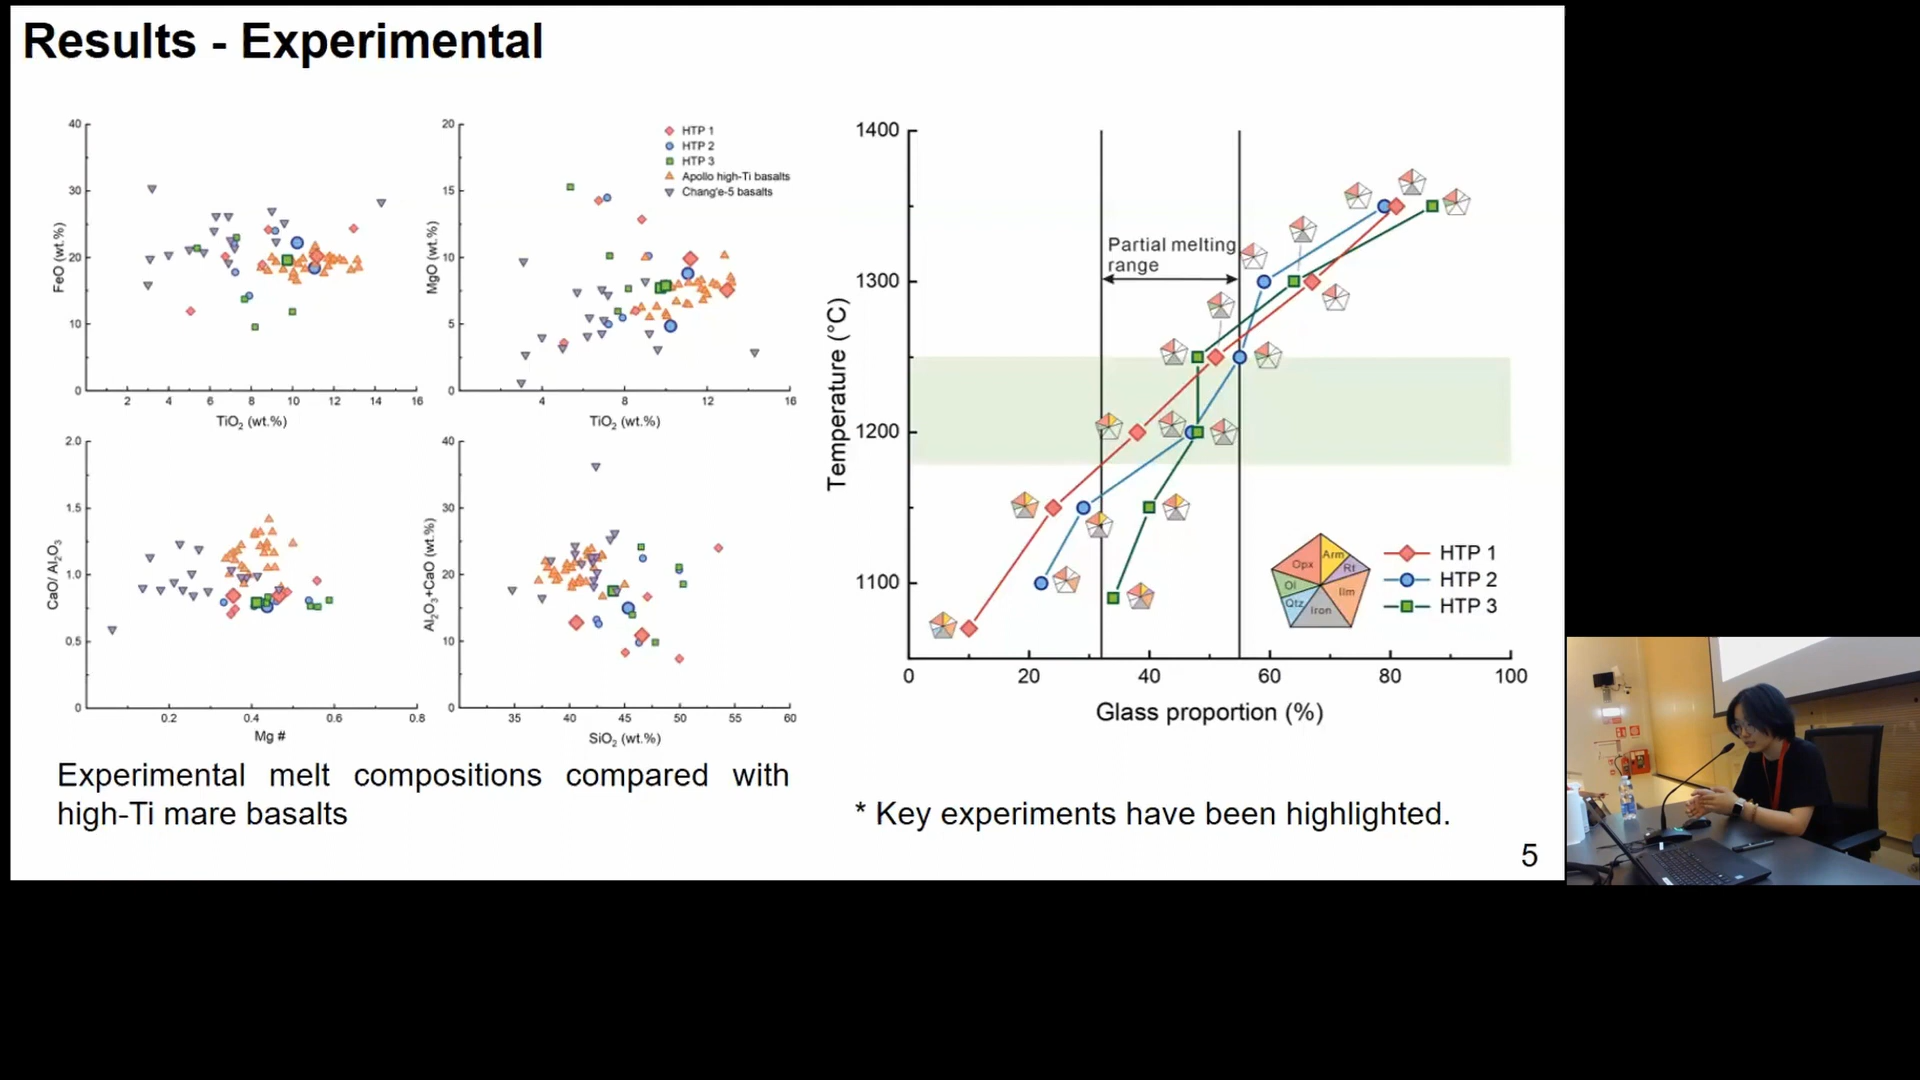 Results - Experimental
40
30
20
10
0
FeO (wt.%)
2
4
6
8
10
12
14
16
TiO₂ (wt.%)
20
15
10
5
0
MgO (wt.%)
4
8
12
16
TiO₂ (wt.%)
HTP 1
HTP 2
HTP 3
Apollo high-Ti basalts
Chang'e-5 basalts
2.0
1.5
1.0
0.5
0
CaO/ Al₂O₃
0.2
0.4
0.6
0.8
Mg #
40
30
20
10
0
Al₂O₃+CaO (wt.%)
35
40
45
50
55
60
SiO₂ (wt.%)
Experimental melt compositions compared with
high-Ti mare basalts
1400
1300
1200
1100
Temperature (°C)
Partial melting
range
0
20
40
60
80
100
Glass proportion (%)
Arm
Opx
Rt
Ol
Ilm
Qtz
Iron
HTP 1
HTP 2
HTP 3
* Key experiments have been highlighted.
5